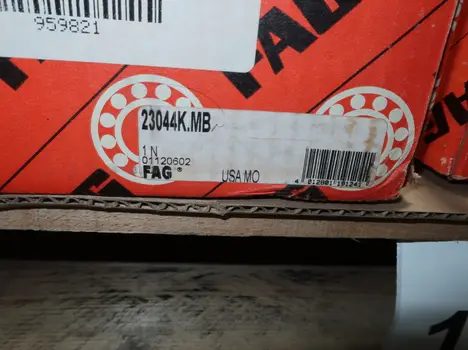 959821
FAG
23044K.MB
1 N
01120602
FAG®
USA MO